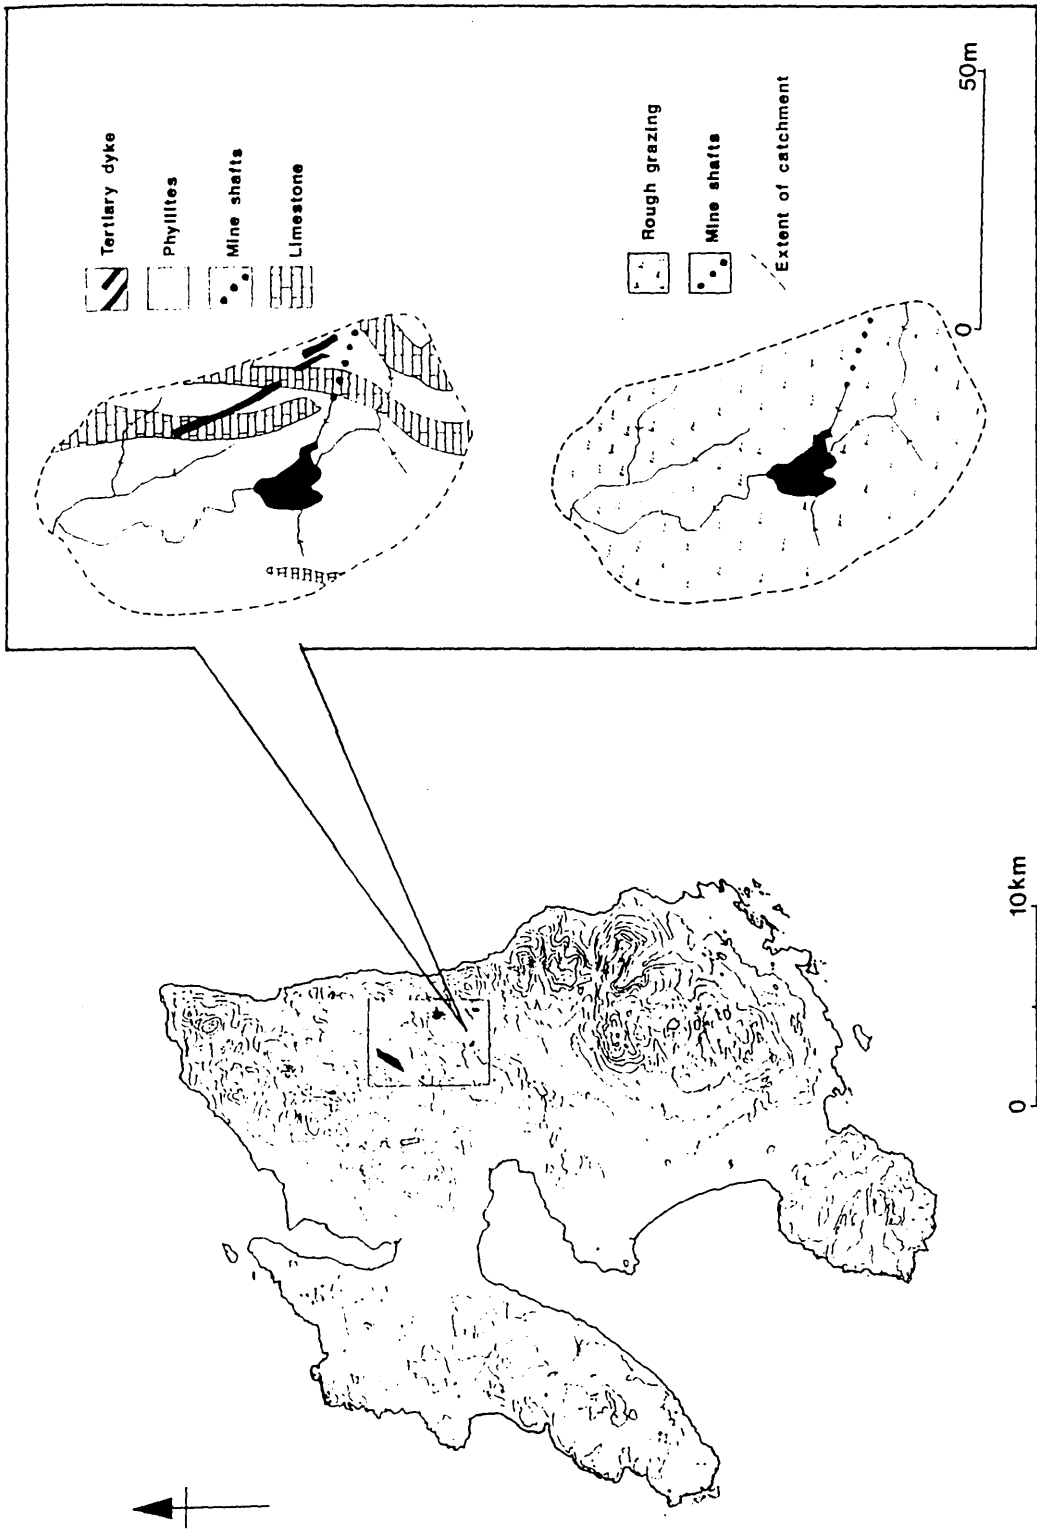 Tertiary dyke
Phyllites
Mine shafts
Limestone
Rough grazing
Mine shafts
Extent of catchment
0
50m
0
10km